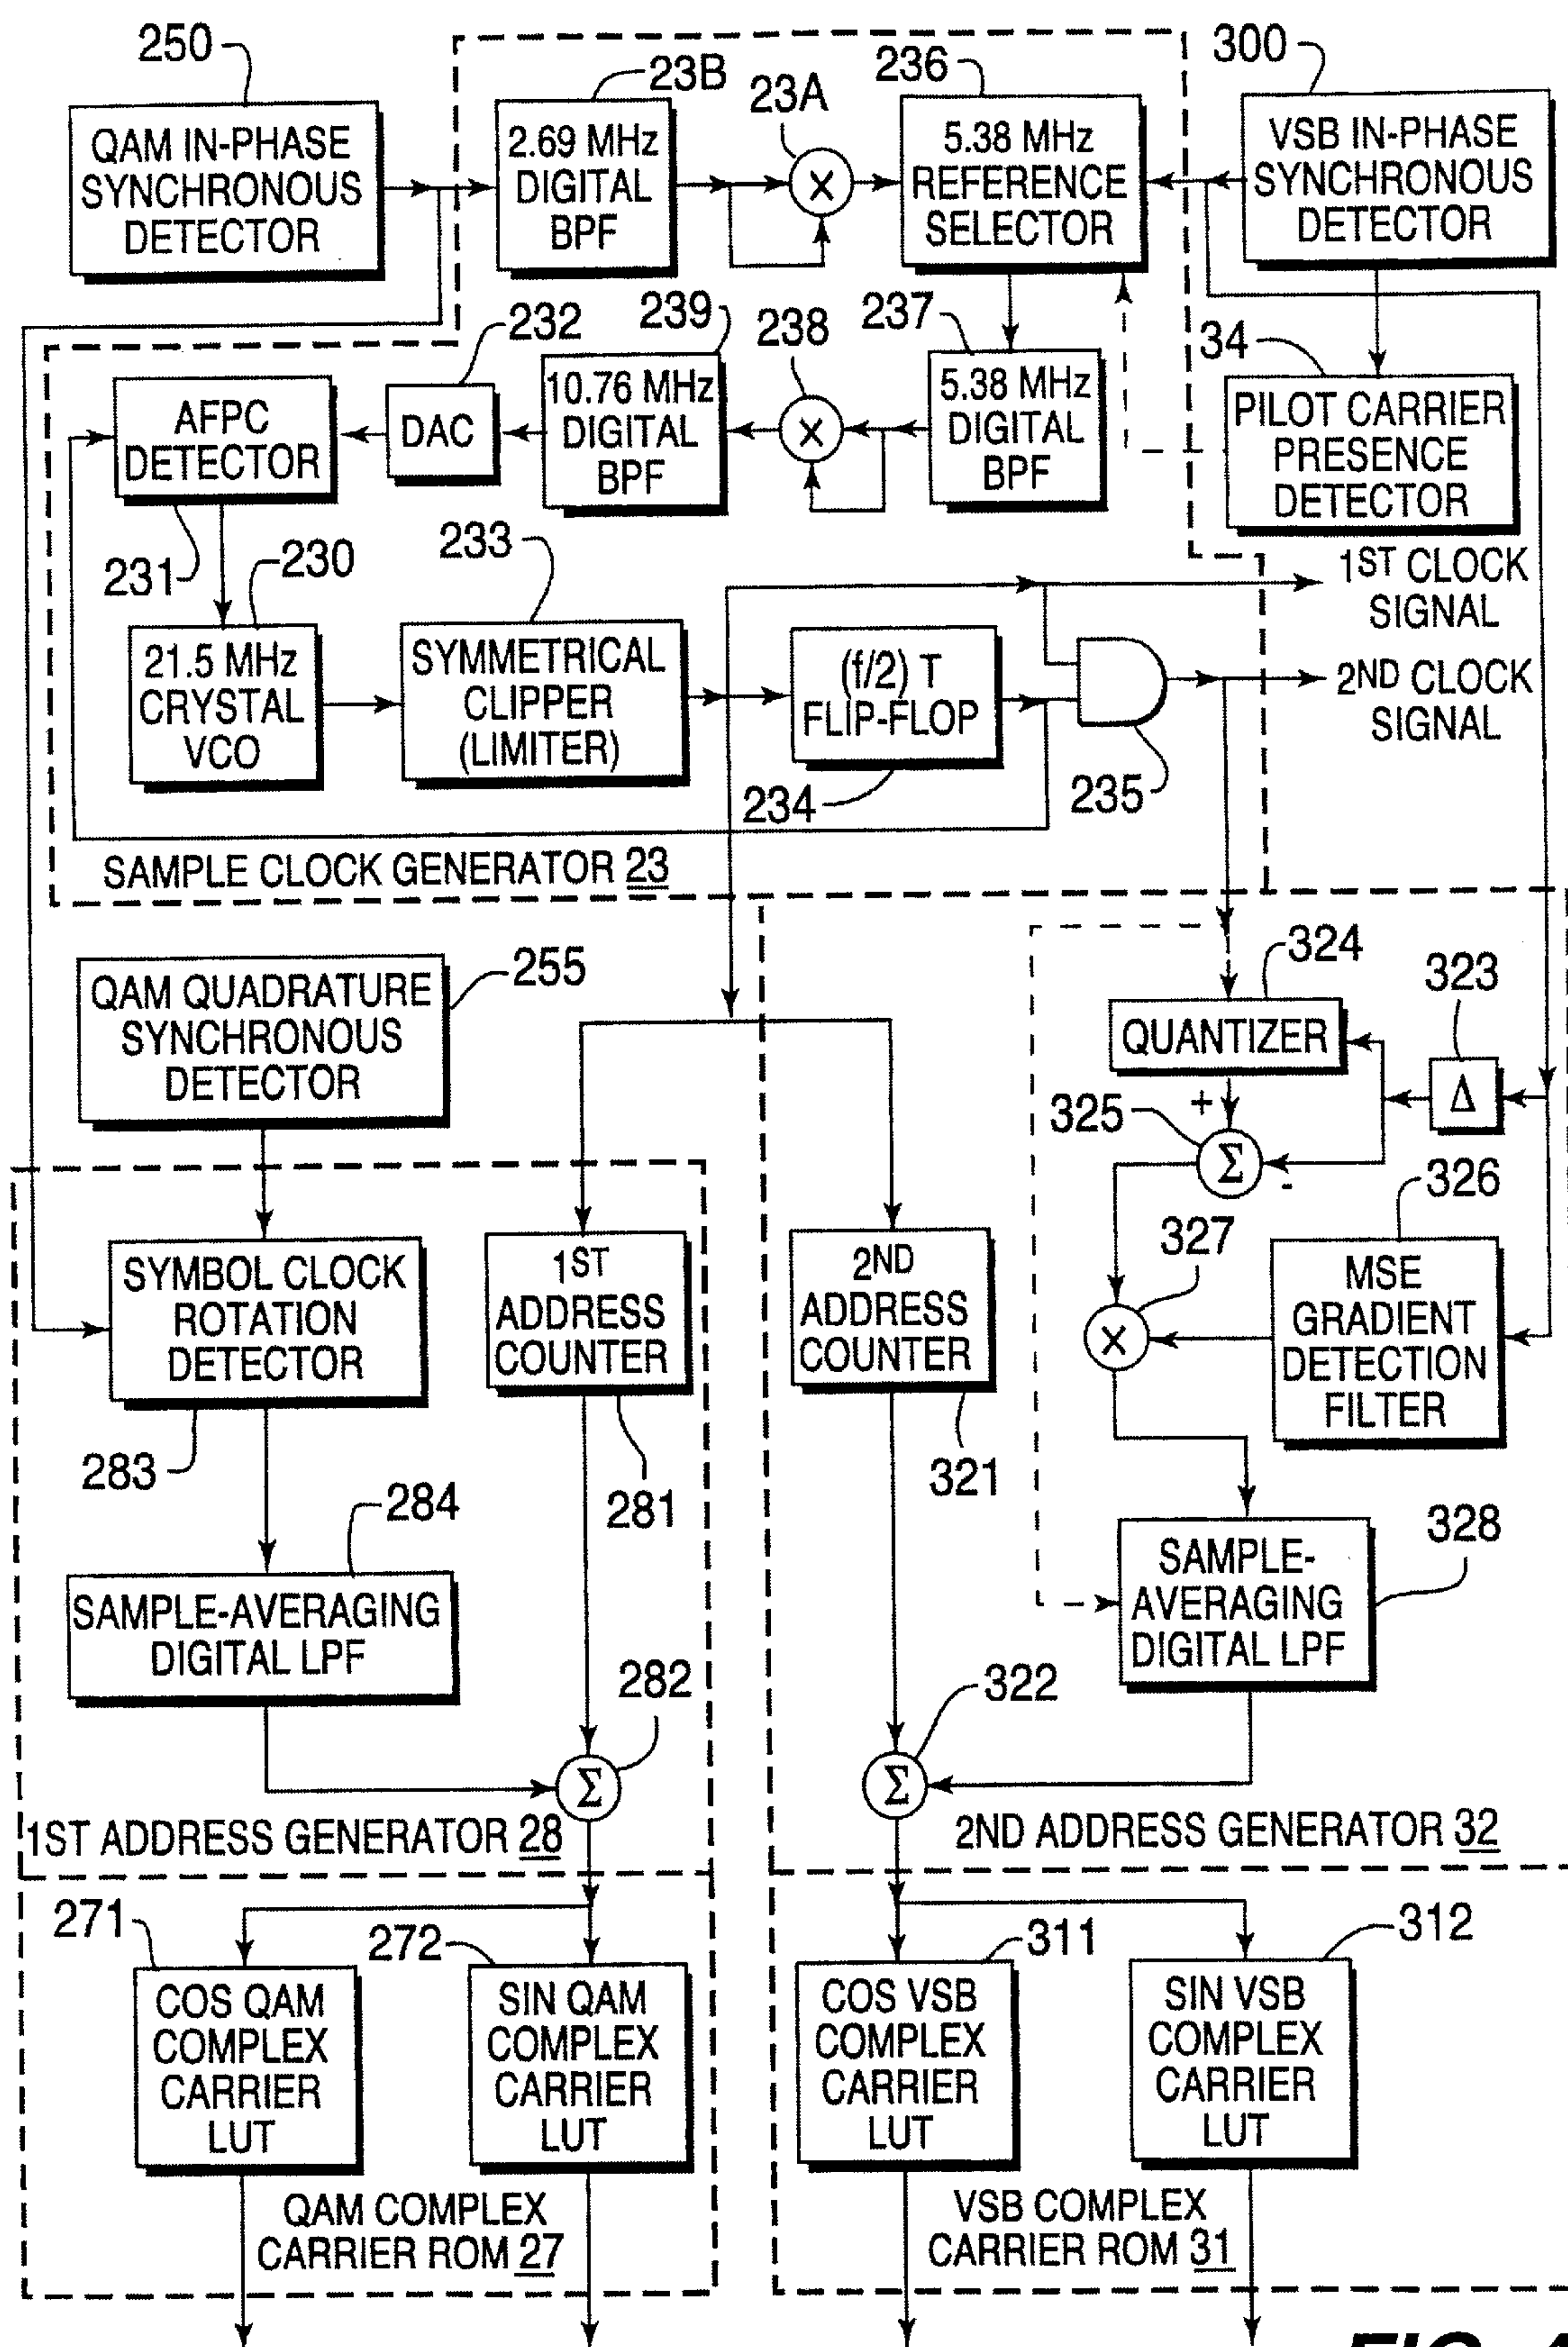 250
23B
23A
236
300
QAM IN-PHASE
SYNCHRONOUS
DETECTOR
2.69 MHz
DIGITAL
BPF
X
5.38 MHz
REFERENCE
SELECTOR
VSB IN-PHASE
SYNCHRONOUS
DETECTOR
232
239
238
237
34
AFPC
DETECTOR
DAC
10.76 MHz
DIGITAL
BPF
X
5.38 MHz
DIGITAL
BPF
PILOT CARRIER
PRESENCE
DETECTOR
231
230
233
1ST CLOCK
SIGNAL
21.5 MHz
CRYSTAL
VCO
SYMMETRICAL
CLIPPER
(LIMITER)
(f/2) T
FLIP-FLOP
2ND CLOCK
SIGNAL
234
235
SAMPLE CLOCK GENERATOR 23
255
324
323
QAM QUADRATURE
SYNCHRONOUS
DETECTOR
QUANTIZER
Δ
+
325
Σ
-
326
327
SYMBOL CLOCK
ROTATION
DETECTOR
1ST
ADDRESS
COUNTER
2ND
ADDRESS
COUNTER
X
MSE
GRADIENT
DETECTION
FILTER
283
281
321
284
328
SAMPLE-AVERAGING
DIGITAL LPF
SAMPLE-
AVERAGING
DIGITAL LPF
282
322
Σ
Σ
1ST ADDRESS GENERATOR 28
2ND ADDRESS GENERATOR 32
271
272
311
312
COS QAM
COMPLEX
CARRIER
LUT
SIN QAM
COMPLEX
CARRIER
LUT
COS VSB
COMPLEX
CARRIER
LUT
SIN VSB
COMPLEX
CARRIER
LUT
QAM COMPLEX
CARRIER ROM 27
VSB COMPLEX
CARRIER ROM 31